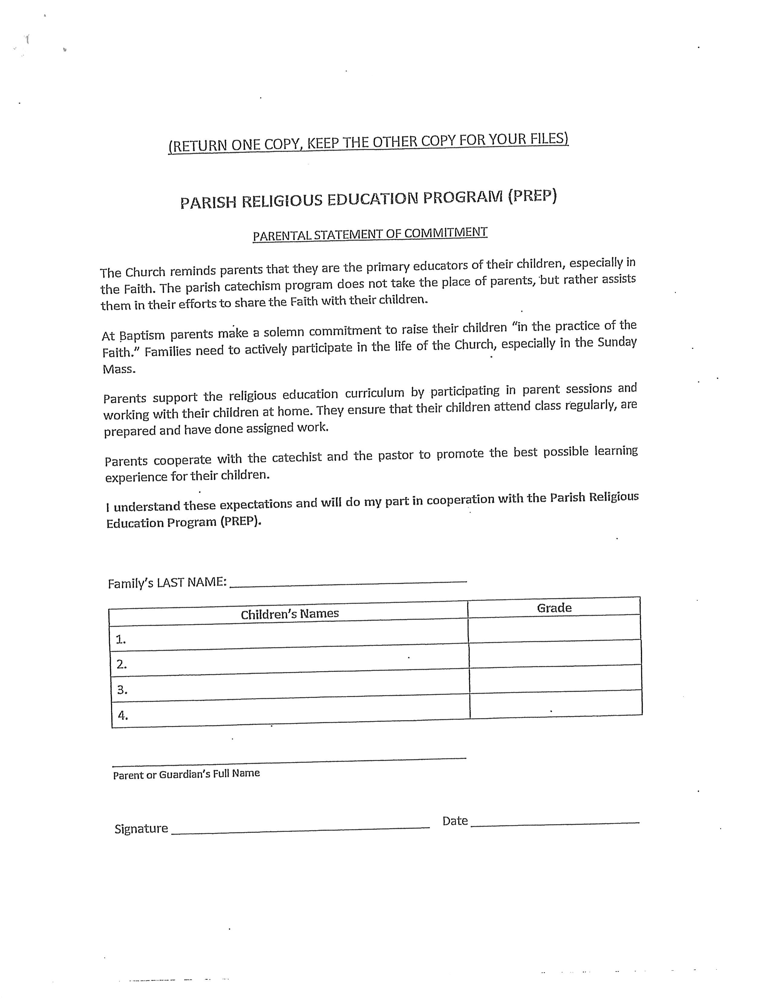 (RETURN ONE COPY, KEEP THE OTHER COPY FOR YOUR FILES)
PARISH RELIGIOUS EDUCATION PROGRAM (PREP)
PARENTAL STATEMENT OF COMMITMENT
The Church reminds parents that they are the primary educators of their children, especially in
the Faith. The parish catechism program does not take the place of parents, but rather assists
them in their efforts to share the Faith with their children.
At Baptism parents make a solemn commitment to raise their children “in the practice of the
Faith.” Families need to actively participate in the life of the Church, especially in the Sunday
Mass.
Parents support the religious education curriculum by participating in parent sessions and
working with their children at home. They ensure that their children attend class regularly, are
prepared and have done assigned work.
Parents cooperate with the catechist and the pastor to promote the best possible learning
experience for their children.
I understand these expectations and will do my part in cooperation with the Parish Religious
Education Program (PREP).
Family’s LAST NAME:
Children’s Names Grade
1.
2.
3.
4.
Parent or Guardian’s Full Name
Signature Date